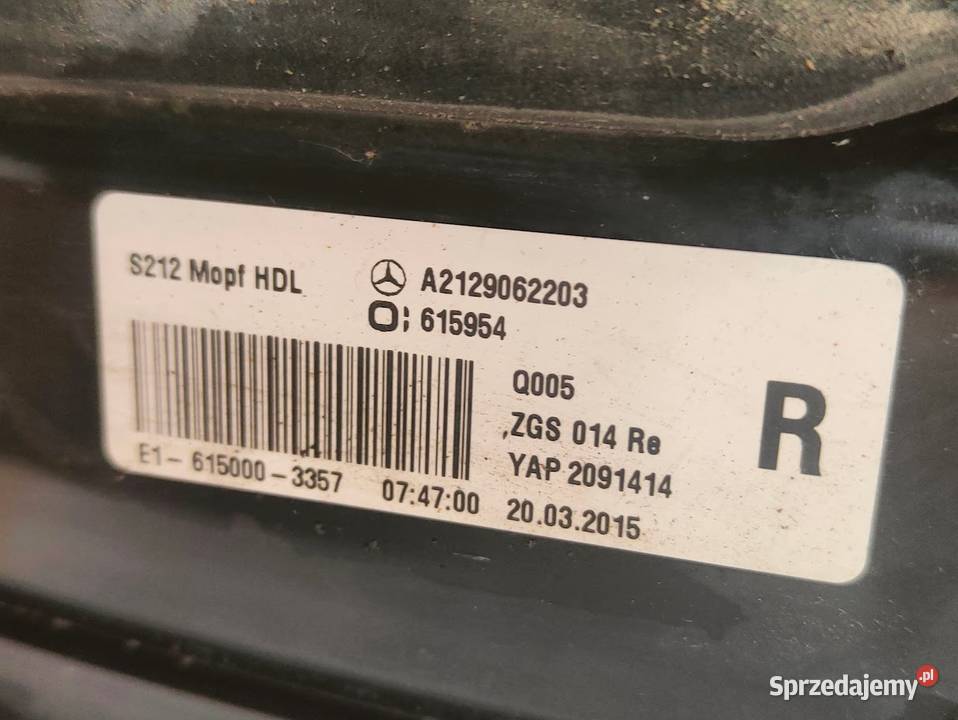 S212 Mopf HDL
A2129062203
O; 615954
Q005
,ZGS 014 Re
YAP 2091414
R
E1-615000-3357 07:47:00 20.03.2015
Sprzedajemy.pl